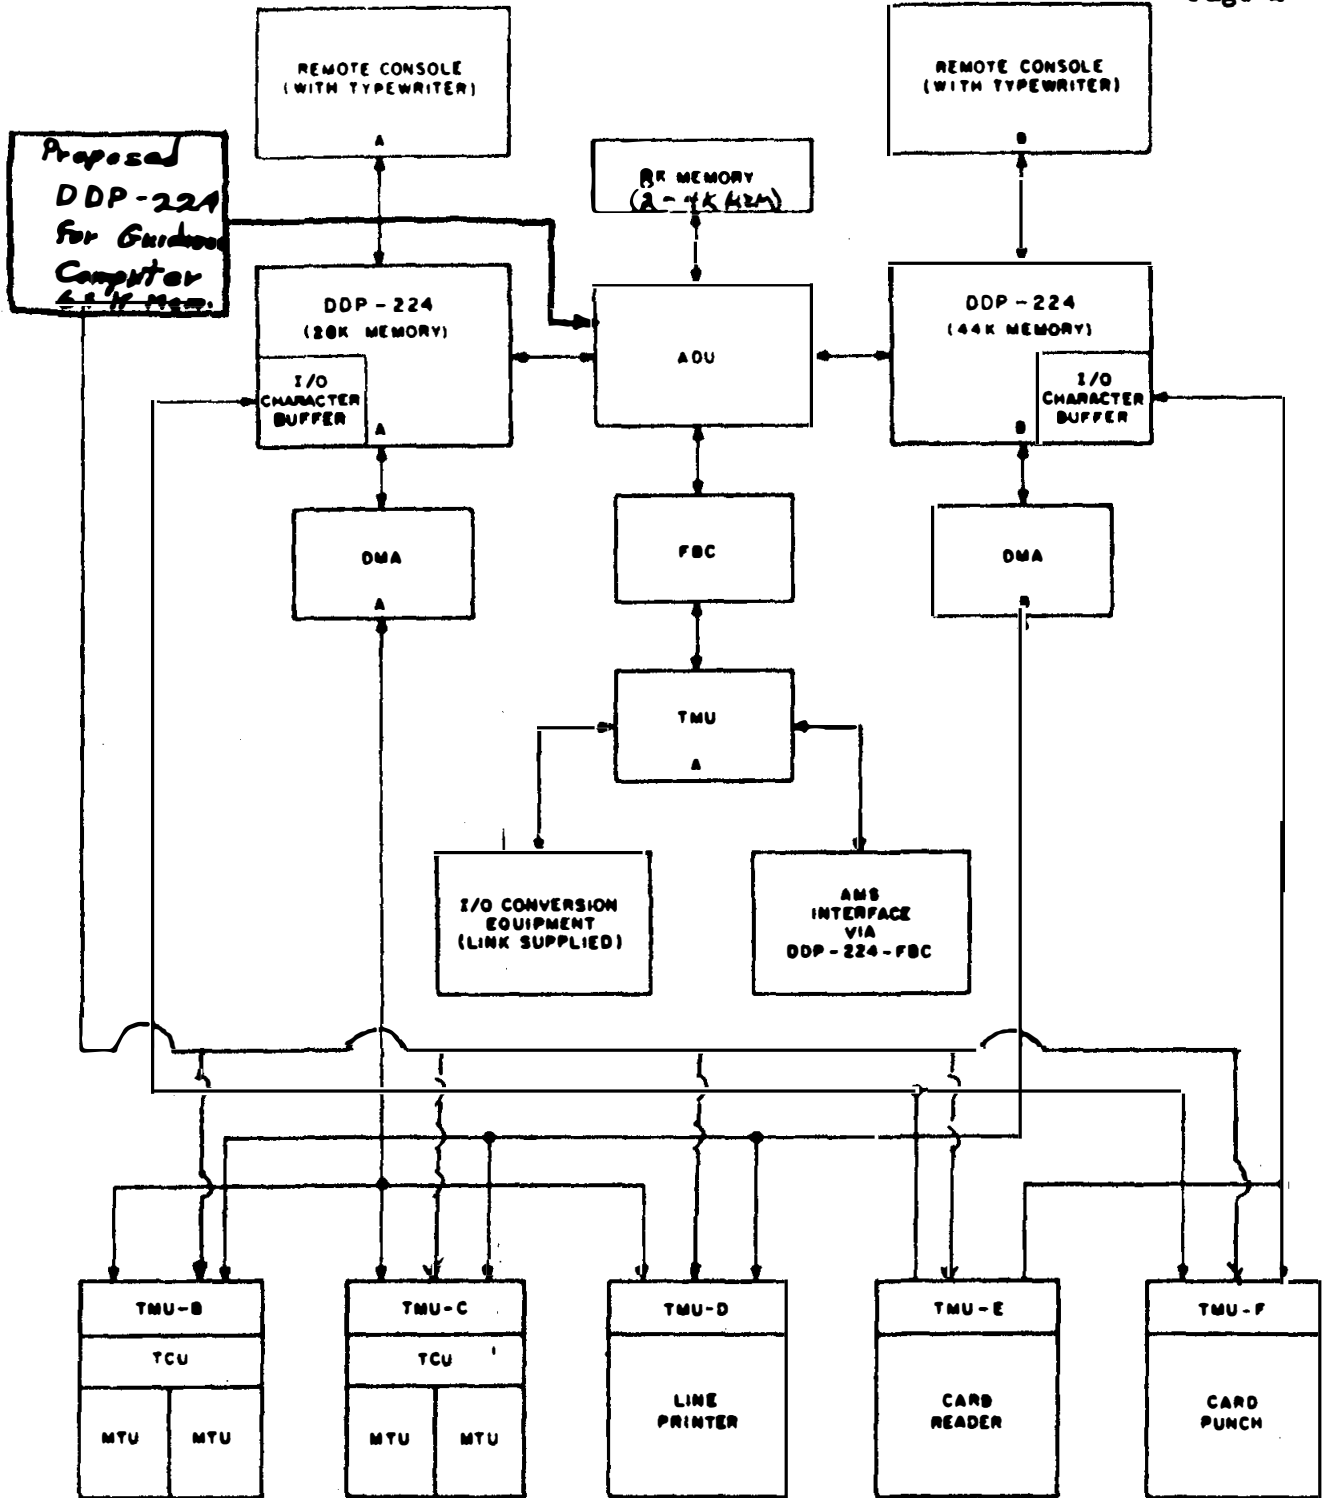 REMOTE CONSOLE
(WITH TYPEWRITER)
A
REMOTE CONSOLE
(WITH TYPEWRITER)
B
Proposed
DDP-224
for Guidance
Computer
8K MEMORY
DDP-224
(28K MEMORY)
I/O
CHARACTER
BUFFER
A
ADU
DDP-224
(44K MEMORY)
I/O
CHARACTER
BUFFER
B
DMA
A
FBC
DMA
B
TMU
A
I/O CONVERSION
EQUIPMENT
(LINK SUPPLIED)
AMS
INTERFACE
VIA
DDP-224-FBC
TMU-B
TCU
MTU
MTU
TMU-C
TCU
MTU
MTU
TMU-D
LINE
PRINTER
TMU-E
CARD
READER
TMU-F
CARD
PUNCH